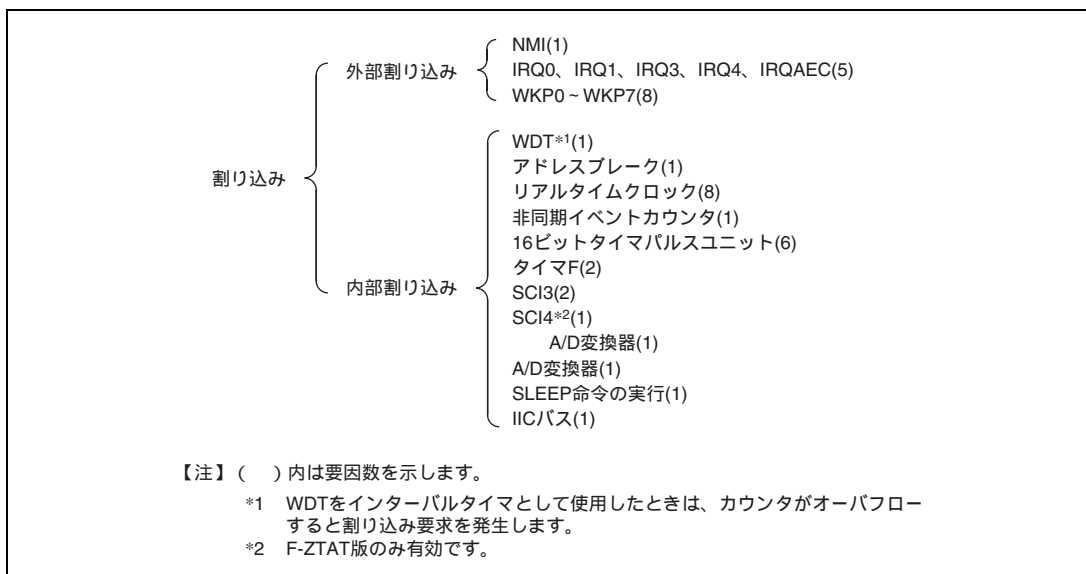 NMI(1)
外部割り込み
IRQ0、IRQ1、IRQ3、IRQ4、IRQAEC(5)
WKP0~WKP7(8)
割り込み
WDT*1(1)
アドレスブレーク(1)
リアルタイムクロック(8)
非同期イベントカウンタ(1)
16ビットタイマパルスユニット(6)
タイマF(2)
内部割り込み
SCI3(2)
SCI4*2(1)
A/D変換器(1)
A/D変換器(1)
SLEEP命令の実行(1)
IICバス(1)
【注】( )内は要因数を示します。
*1 WDTをインターバルタイマとして使用したときは、カウンタがオーバフロー
すると割り込み要求を発生します。
*2 F-ZTAT版のみ有効です。